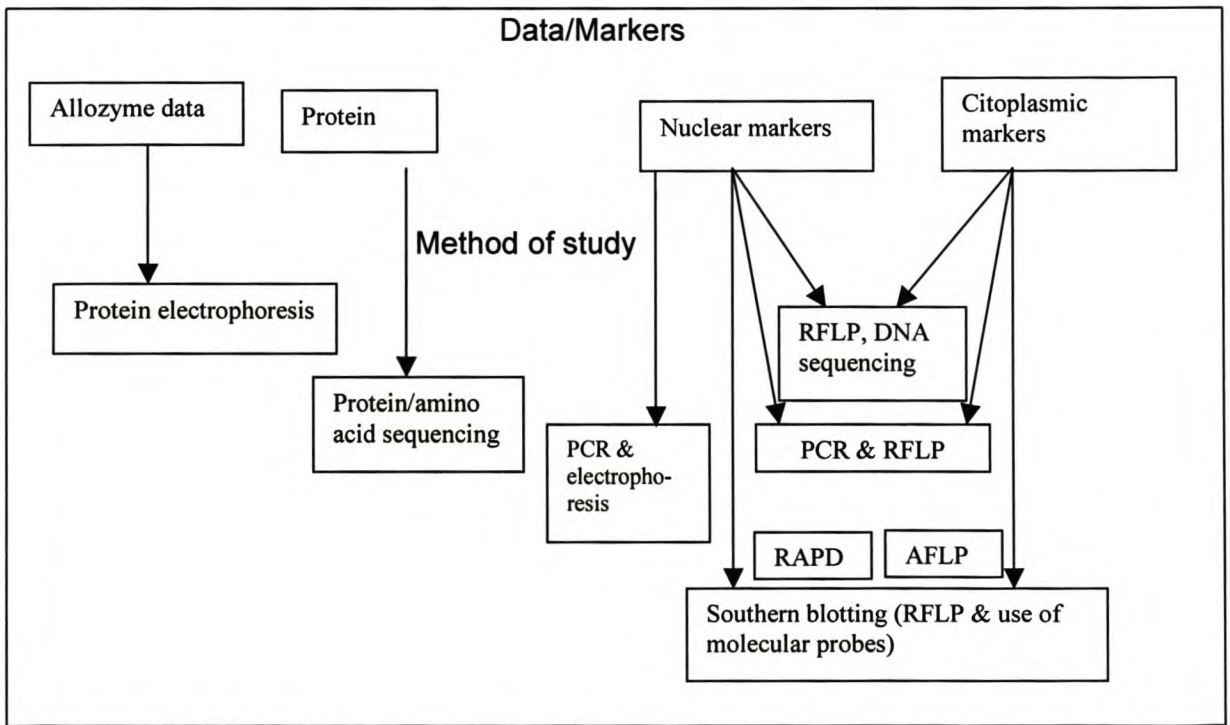 Data/Markers
Allozyme data
Protein
Nuclear markers
Citoplasmic
markers
Method of study
Protein electrophoresis
RFLP, DNA
sequencing
Protein/amino
acid sequencing
PCR &
electropho-
resis
PCR & RFLP
RAPD
AFLP
Southern blotting (RFLP & use of
molecular probes)